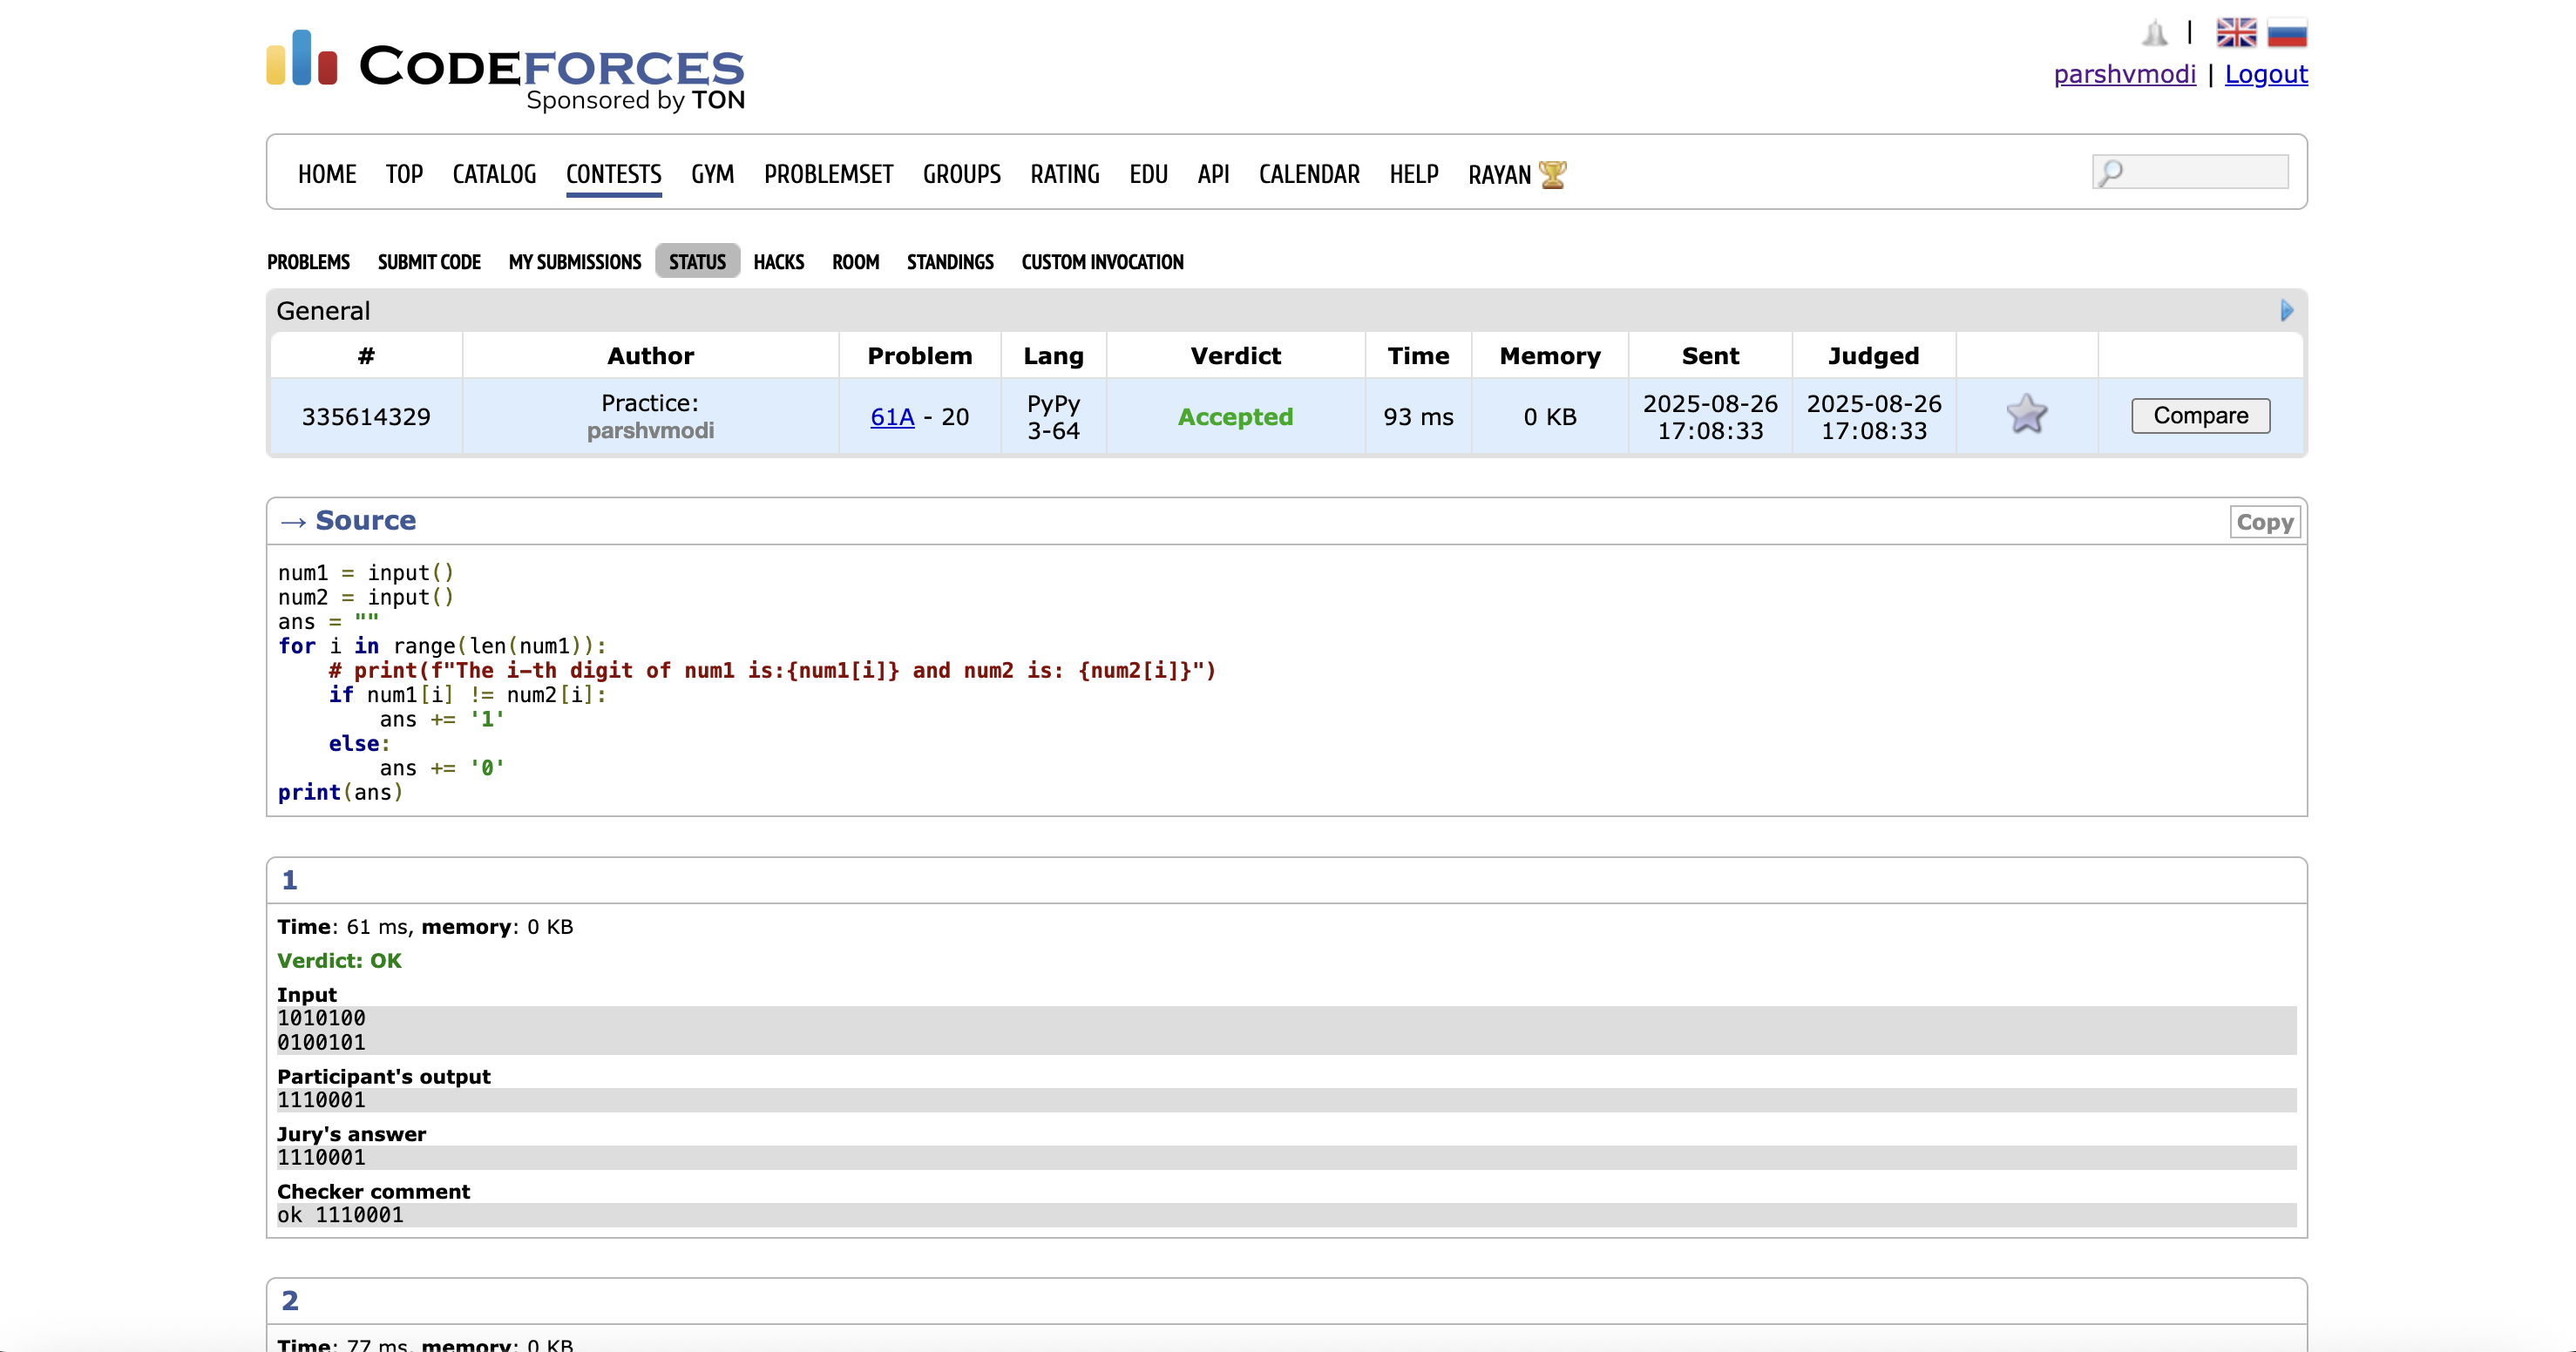 CODEFORCES
Sponsored by TON
|
parshvmodi | Logout
HOME TOP CATALOG CONTESTS GYM PROBLEMSET GROUPS RATING EDU API CALENDAR HELP RAYAN
PROBLEMS SUBMIT CODE MY SUBMISSIONS STATUS HACKS ROOM STANDINGS CUSTOM INVOCATION
General
# Author Problem Lang Verdict Time Memory Sent Judged
335614329 Practice: parshvmodi 61A - 20 PyPy 3-64 Accepted 93 ms 0 KB 2025-08-26 17:08:33 2025-08-26 17:08:33 Compare
→ Source Copy
num1 = input()
num2 = input()
ans = ""
for i in range(len(num1)):
    # print(f"The i-th digit of num1 is:{num1[i]} and num2 is: {num2[i]}")
    if num1[i] != num2[i]:
        ans += '1'
    else:
        ans += '0'
print(ans)
1
Time: 61 ms, memory: 0 KB
Verdict: OK
Input
1010100
0100101
Participant's output
1110001
Jury's answer
1110001
Checker comment
ok 1110001
2
Time: 77 ms, memory: 0 KB